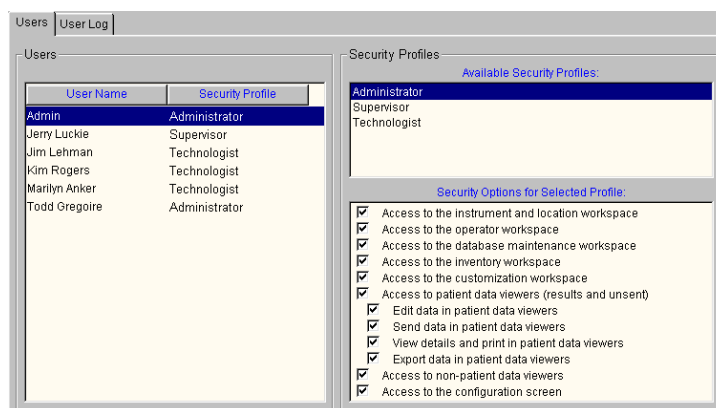 Users User Log
Users
User Name Security Profile
Admin Administrator
Jerry Luckie Supervisor
Jim Lehman Technologist
Kim Rogers Technologist
Marilyn Anker Technologist
Todd Gregoire Administrator
Security Profiles
Available Security Profiles:
Administrator
Supervisor
Technologist
Security Options for Selected Profile:
Access to the instrument and location workspace
Access to the operator workspace
Access to the database maintenance workspace
Access to the inventory workspace
Access to the customization workspace
Access to patient data viewers (results and unsent)
Edit data in patient data viewers
Send data in patient data viewers
View details and print in patient data viewers
Export data in patient data viewers
Access to non-patient data viewers
Access to the configuration screen